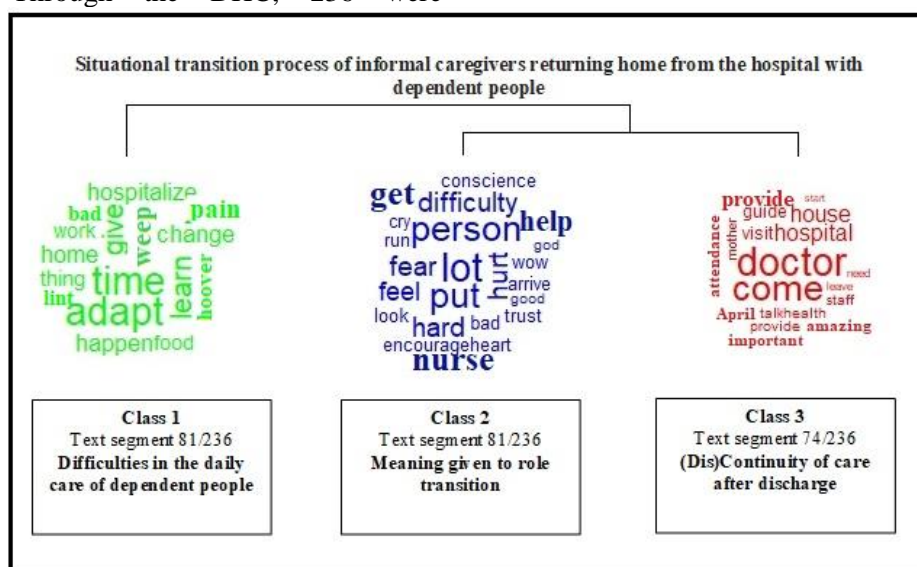 Through the DHC, 236 were
Situational transition process of informal caregivers returning home from the hospital with
dependent people
hospitalize
bad give weep pain
work . change
home
thing time learn hoover
lint adapt
happen food
conscience
get difficulty
cry person help
run god
fear lot hurt wow
feel put arrive
good
look hard bad trust
encourage heart
nurse
provide start
guide house
attendance mother visit hospital
doctor
come need
leave
staff
April talk health
provide amazing
important
Class 1
Text segment 81/236
Difficulties in the daily
care of dependent people
Class 2
Text segment 81/236
Meaning given to role
transition
Class 3
Text segment 74/236
(Dis)Continuity of care
after discharge